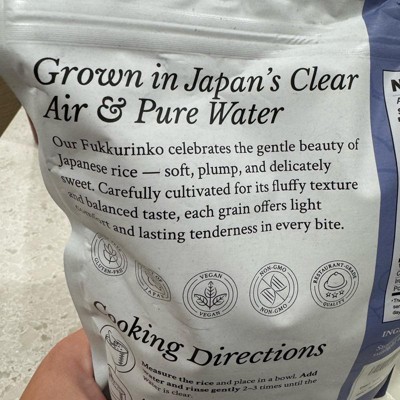 Grown in Japan's Clear
Air & Pure Water
Our Fukkurinko celebrates the gentle beauty of
Japanese rice — soft, plump, and delicately
sweet. Carefully cultivated for its fluffy texture
and balanced taste, each grain offers light
comfort and lasting tenderness in every bite.
GLUTEN-FREE
VEGAN
VEGAN
NON-GMO
NON-GMO
RESTAURANT-GRADE
QUALITY
Cooking Directions
Measure the rice and place in a bowl. Add
water and rinse gently 2–3 times until the
water is clear.